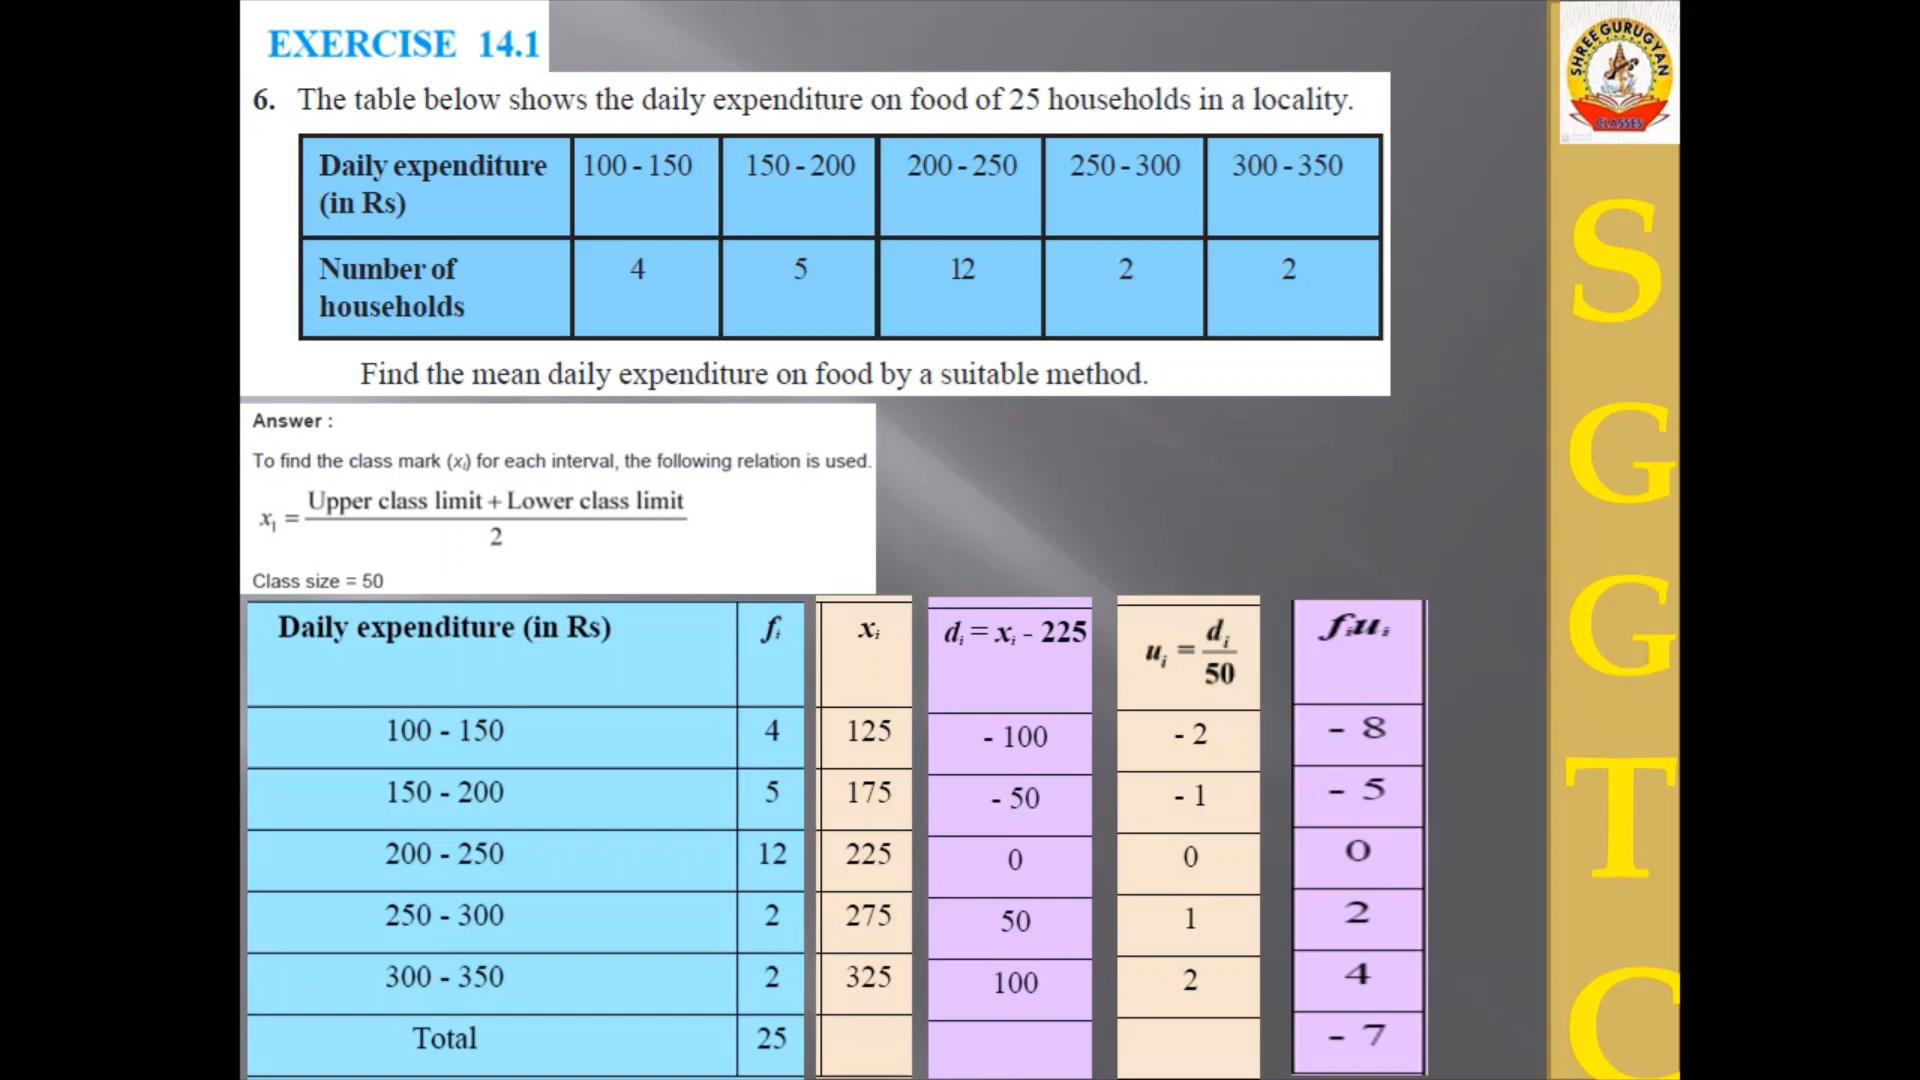 EXERCISE 14.1
6. The table below shows the daily expenditure on food of 25 households in a locality.
Daily expenditure (in Rs) 100 - 150 150 - 200 200 - 250 250 - 300 300 - 350
Number of households 4 5 12 2 2
Find the mean daily expenditure on food by a suitable method.
Answer :
To find the class mark (xᵢ) for each interval, the following relation is used.
x₁ = Upper class limit + Lower class limit / 2
Class size = 50
Daily expenditure (in Rs) fᵢ xᵢ dᵢ = xᵢ - 225 uᵢ = dᵢ / 50 fᵢuᵢ
100 - 150 4 125 - 100 - 2 - 8
150 - 200 5 175 - 50 - 1 - 5
200 - 250 12 225 0 0 0
250 - 300 2 275 50 1 2
300 - 350 2 325 100 2 4
Total 25 - 7
SHREE GURUGYAN
CLASSES
S
G
G
T
C